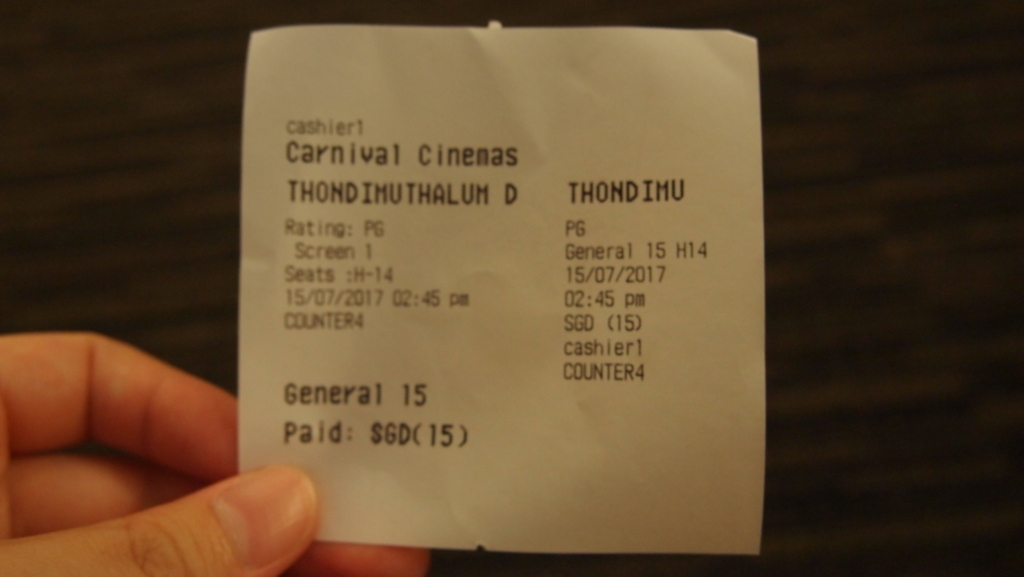 cashier1
Carnival Cinemas
THONDIMUTHALUM D
Rating: PG
Screen 1
Seats :H-14
15/07/2017 02:45 pm
COUNTER4
General 15
Paid: SGD(15)
THONDIMU
PG
General 15 H14
15/07/2017
02:45 pm
SGD (15)
cashier1
COUNTER4